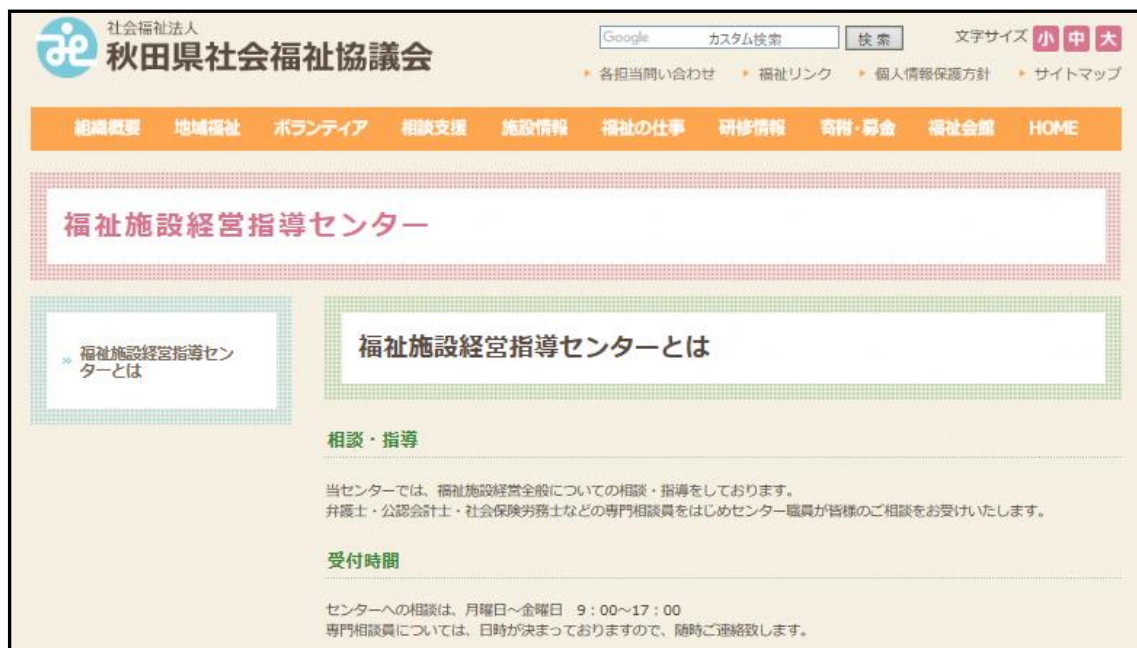 社会福祉法人
秋田県社会福祉協議会
Google カスタム検索 検索 文字サイズ 小 中 大
各担当問い合わせ 福祉リンク 個人情報保護方針 サイトマップ
組織概要 地域福祉 ボランティア 相談支援 施設情報 福祉の仕事 研修情報 寄附・募金 福祉会館 HOME
福祉施設経営指導センター
» 福祉施設経営指導セン
ターとは
福祉施設経営指導センターとは
相談・指導
当センターでは、福祉施設経営全般についての相談・指導をしております。
弁護士・公認会計士・社会保険労務士などの専門相談員をはじめセンター職員が皆様のご相談をお受けいたします。
受付時間
センターへの相談は、月曜日～金曜日 9：00～17：00
専門相談員については、日時が決まっておりますので、随時ご連絡致します。